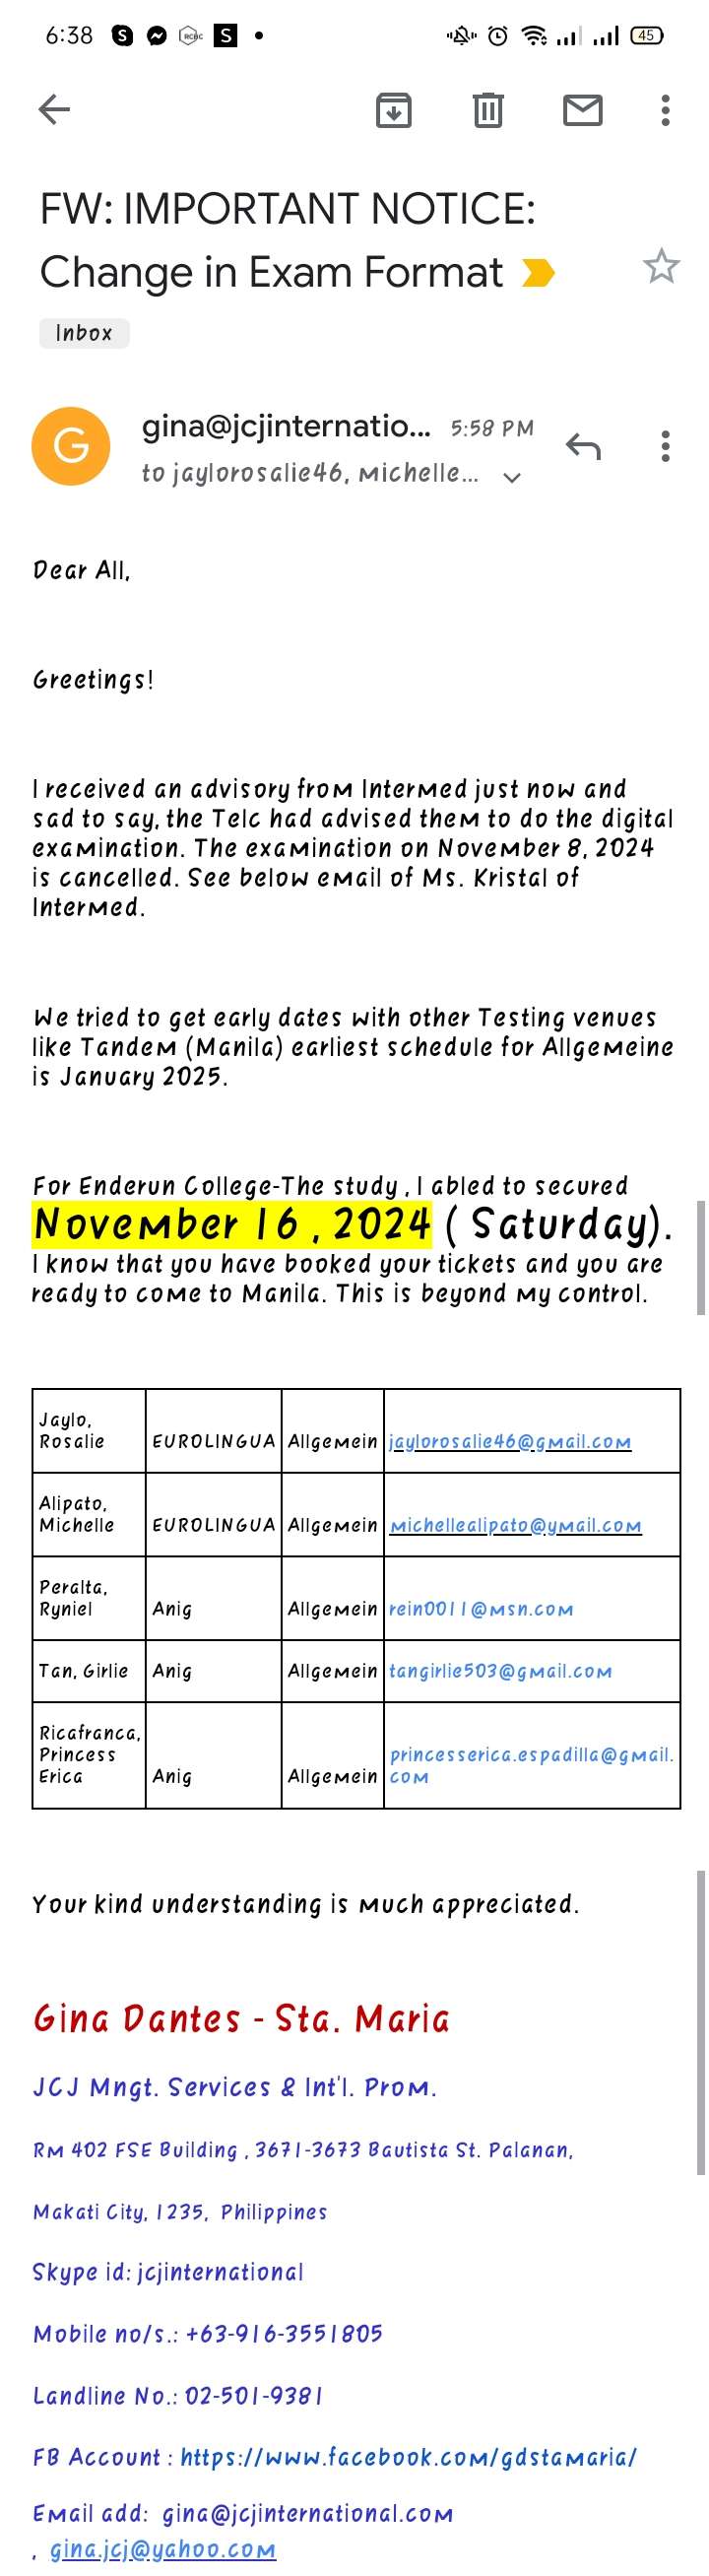 6:38 S RCBC S 45
FW: IMPORTANT NOTICE:
Change in Exam Format
Inbox
G
gina@jcjinternatio... 5:58 PM
to jaylorosalie46, michelle...
Dear All,
Greetings!
I received an advisory from Intermed just now and
sad to say, the Telc had advised them to do the digital
examination. The examination on November 8, 2024
is cancelled. See below email of Ms. Kristal of
Intermed.
We tried to get early dates with other Testing venues
like Tandem (Manila) earliest schedule for Allgemeine
is January 2025.
For Enderun College-The study , I abled to secured
November 16 , 2024 ( Saturday).
I know that you have booked your tickets and you are
ready to come to Manila. This is beyond my control.
Jaylo,
Rosalie EUROLINGUA Allgemein jaylorosalie46@gmail.com
Alipato,
Michelle EUROLINGUA Allgemein michellealipato@ymail.com
Peralta,
Ryniel Anig Allgemein rein0011@msn.com
Tan, Girlie Anig Allgemein tangirlie503@gmail.com
Ricafranca,
Princess princesserica.espadilla@gmail.
Erica Anig Allgemein com
Your kind understanding is much appreciated.
Gina Dantes - Sta. Maria
JCJ Mngt. Services & Int'l. Prom.
Rm 402 FSE Building , 3671-3673 Bautista St. Palanan,
Makati City, 1235, Philippines
Skype id: jcjinternational
Mobile no/s.: +63-916-3551805
Landline No.: 02-501-9381
FB Account : https://www.facebook.com/gdstamaria/
Email add: gina@jcjinternational.com
, gina.jcj@yahoo.com